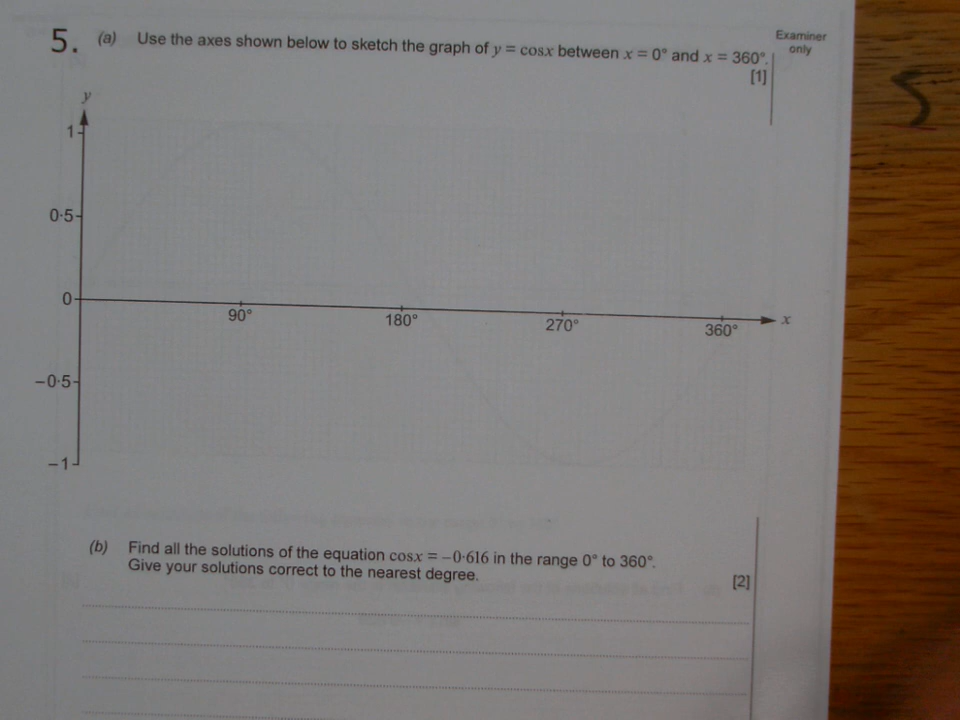 5. (a) Use the axes shown below to sketch the graph of y = cosx between x = 0° and x = 360°.
Examiner
only
[1]
y
1
0·5
0
90°
180°
270°
360°
x
−0·5
−1
(b) Find all the solutions of the equation cosx = −0·616 in the range 0° to 360°.
Give your solutions correct to the nearest degree.
[2]